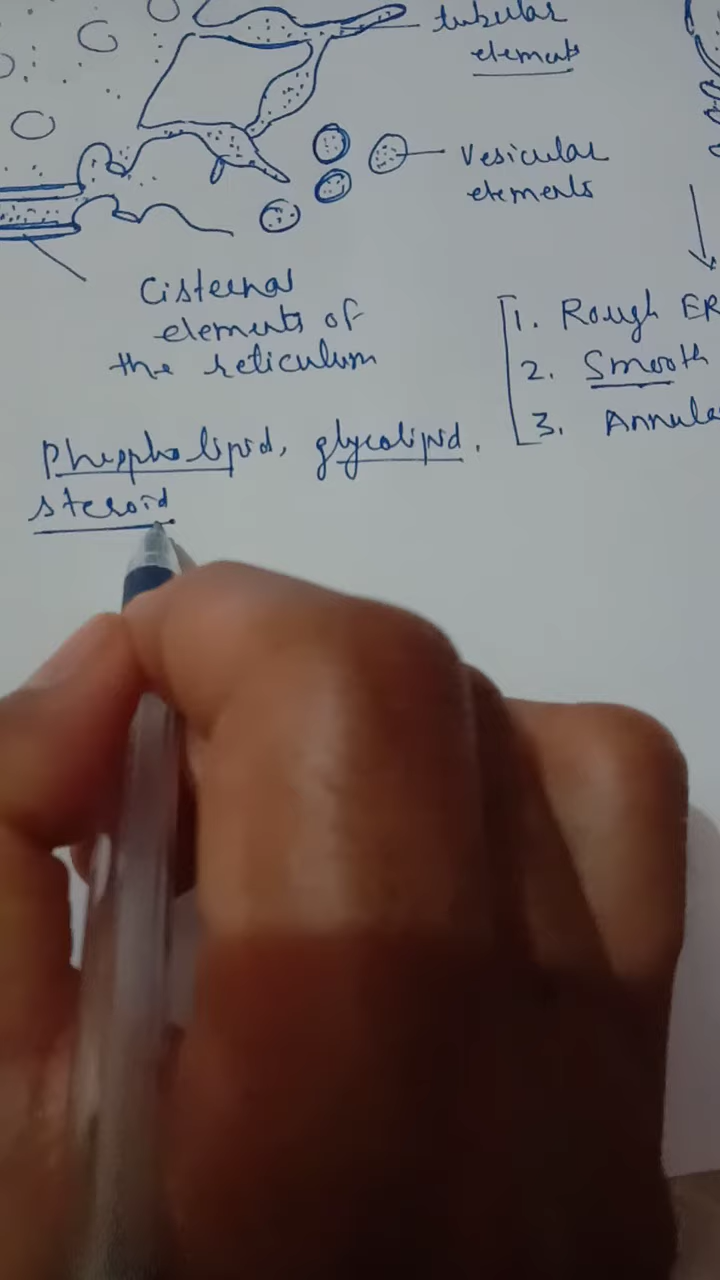 tubular
elements
Vesicular
elements
Cisternal
elements of
the reticulum
1. Rough ER
2. Smooth
3. Annula
Phospholipid, glycolipid,
steroid